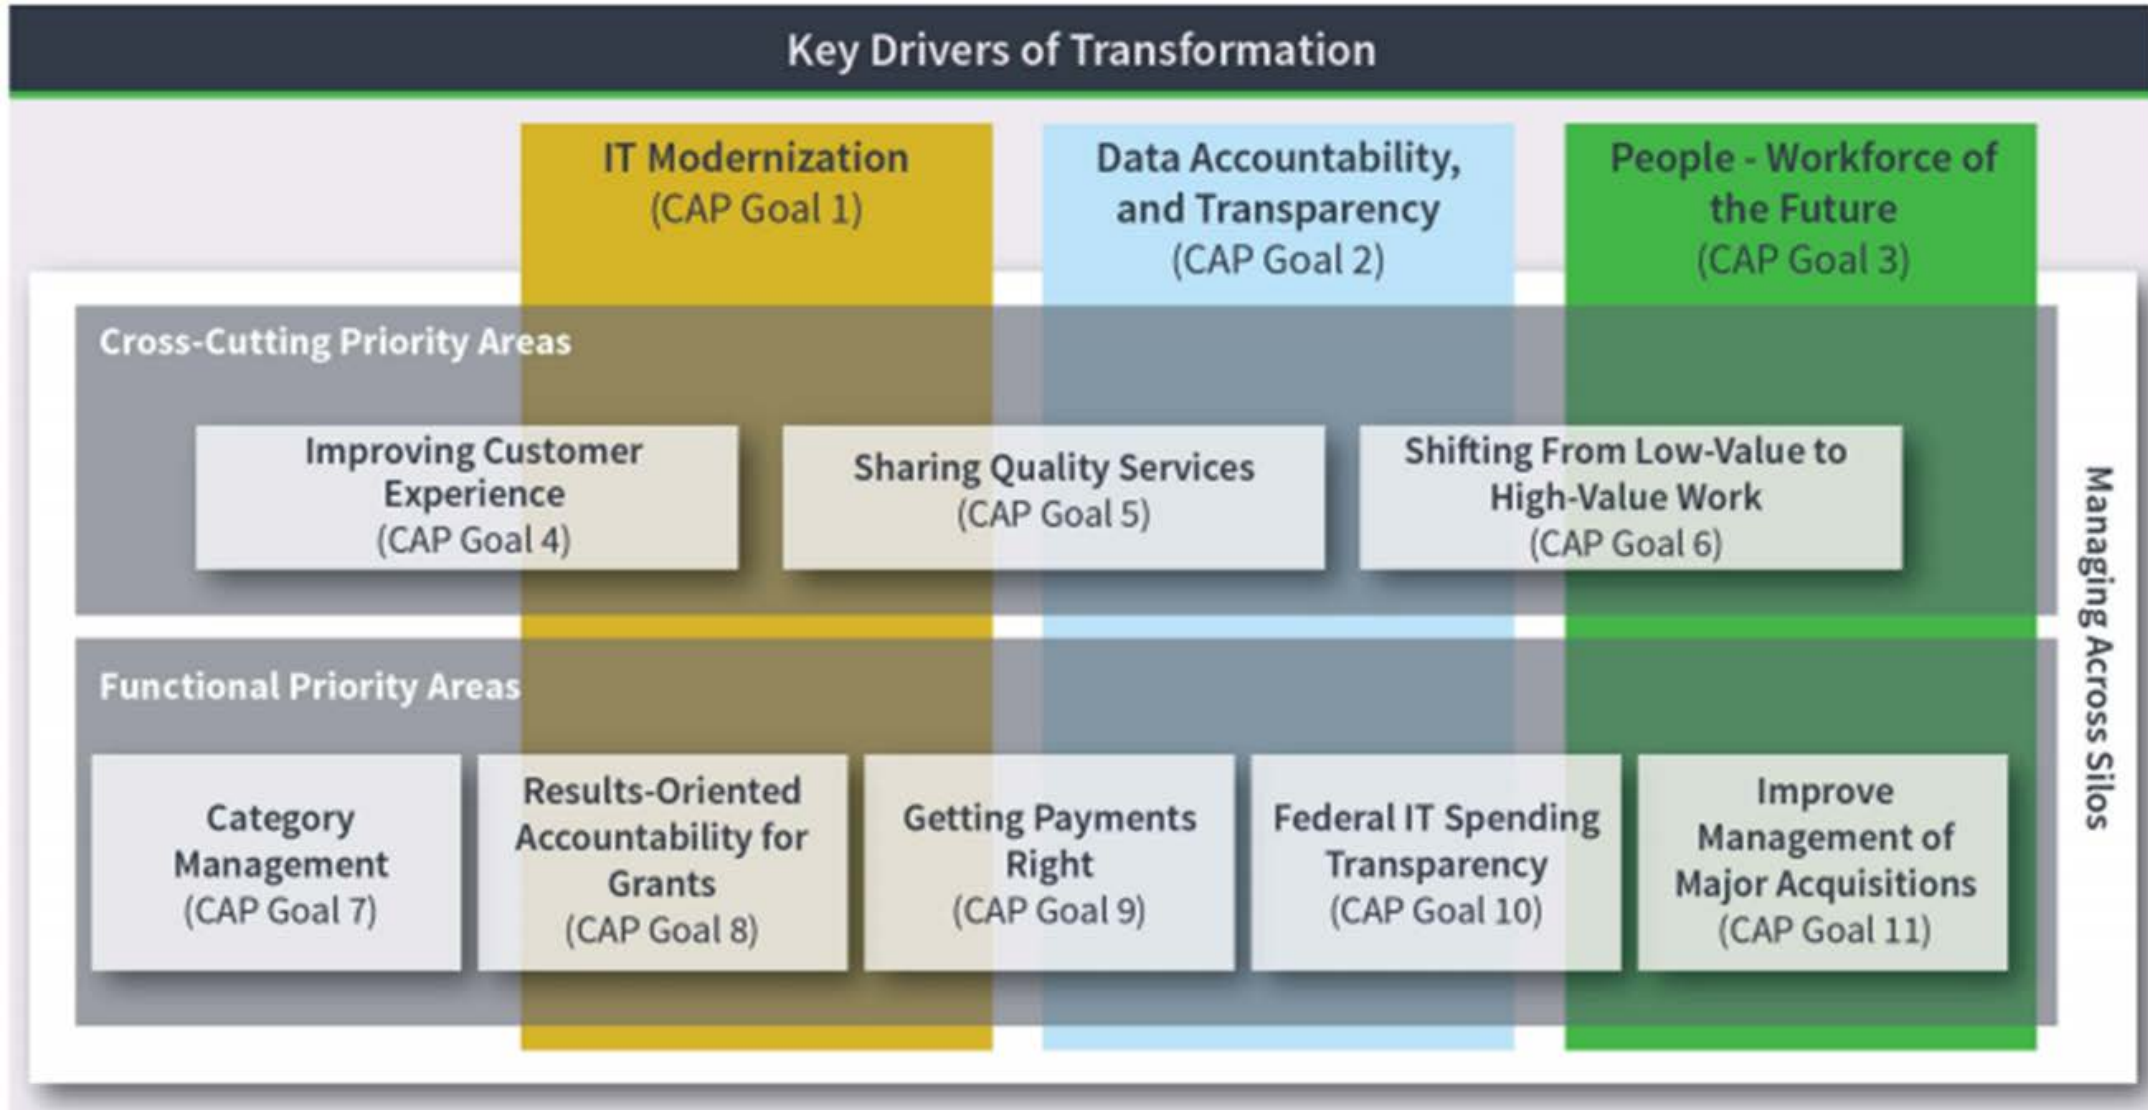 Key Drivers of Transformation
IT Modernization
(CAP Goal 1)
Data Accountability,
and Transparency
(CAP Goal 2)
People - Workforce of
the Future
(CAP Goal 3)
Cross-Cutting Priority Areas
Improving Customer
Experience
(CAP Goal 4)
Sharing Quality Services
(CAP Goal 5)
Shifting From Low-Value to
High-Value Work
(CAP Goal 6)
Functional Priority Areas
Category
Management
(CAP Goal 7)
Results-Oriented
Accountability for
Grants
(CAP Goal 8)
Getting Payments
Right
(CAP Goal 9)
Federal IT Spending
Transparency
(CAP Goal 10)
Improve
Management of
Major Acquisitions
(CAP Goal 11)
Managing Across Silos